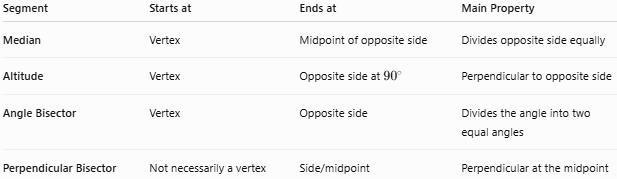 Segment Starts at Ends at Main Property
Median Vertex Midpoint of opposite side Divides opposite side equally
Altitude Vertex Opposite side at 90° Perpendicular to opposite side
Angle Bisector Vertex Opposite side Divides the angle into two
equal angles
Perpendicular Bisector Not necessarily a vertex Side/midpoint Perpendicular at the midpoint